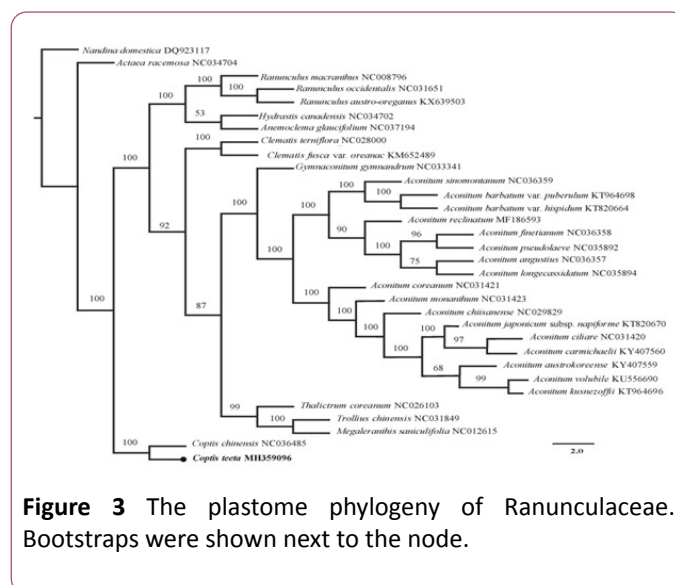 Nandina domestica DQ923117
Actaea racemosa NC034704
100
Ranunculus macranthus NC008796
100
Ranunculus occidentalis NC031651
100
Ranunculus austro-oreganus KX639503
53
Hydrastis canadensis NC034702
Anemoclema glaucifolium NC037194
100
100
Clematis terniflora NC028000
Clematis fusca var. oreanac KM652489
Gymnaconitum gymnandrum NC033341
100
Aconitum sinomontanum NC036359
100
Aconitum barbatum var. puberulum KT964698
100
Aconitum barbatum var. hispidum KT820664
92
Aconitum reclinatum MF186593
90
96
Aconitum finetianum NC036358
100
Aconitum pseudokaeve NC035892
100
75
Aconitum angustius NC036357
Aconitum longecassidatum NC035894
100
100
Aconitum coreanum NC031421
100
Aconitum monanthum NC031423
87
100
Aconitum chiisanense NC029829
100
Aconitum japonicum subsp. napiforme KT820670
97
Aconitum ciliare NC031420
100
Aconitum carmichaelii KY407560
68
Aconitum austrokoreense KY407559
99
Aconitum volubile KU556690
Aconitum kusnezoffii KT964696
99
Thalictrum coreanum NC026103
100
Trollius chinensis NC031849
Megaleranthis saniculifolia NC012615
100
Coptis chinensis NC036485
2.0
Coptis teeta MH359096
Figure 3 The plastome phylogeny of Ranunculaceae.
Bootstraps were shown next to the node.